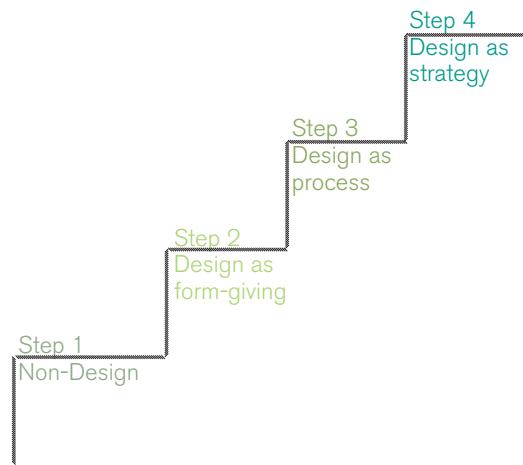 Step 4
Design as
strategy
Step 3
Design as
process
Step 2
Design as
form-giving
Step 1
Non-Design